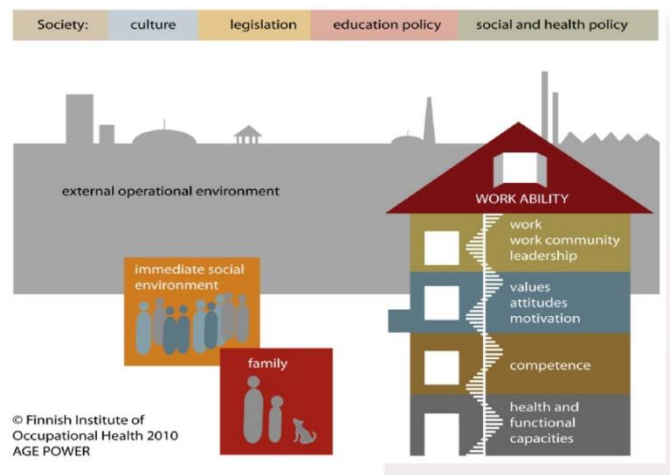 Society: culture legislation education policy social and health policy
external operational environment
immediate social
environment
family
WORK ABILITY
work
work community
leadership
values
attitudes
motivation
competence
health and
functional
capacities
© Finnish Institute of
Occupational Health 2010
AGE POWER